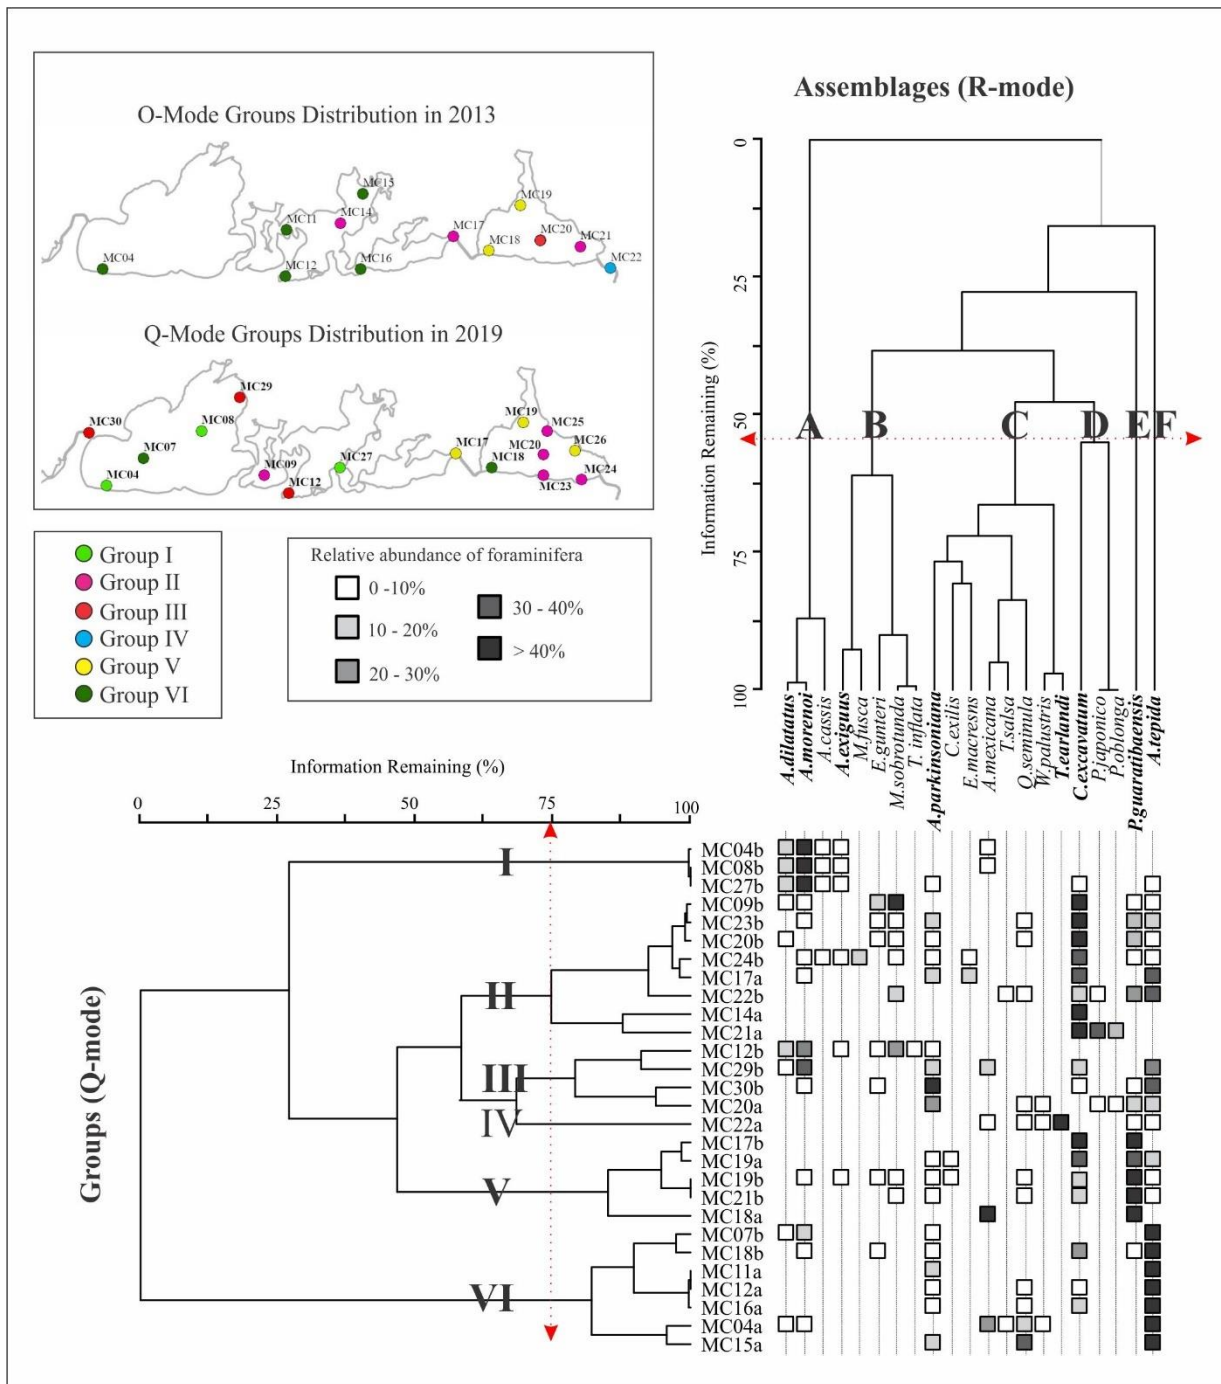 O-Mode Groups Distribution in 2013
MC15
MC19
MC11
MC14
MC17
MC20
MC21
MC18
MC04
MC12
MC16
MC22
Q-Mode Groups Distribution in 2019
MC29
MC30
MC08
MC19
MC25
MC07
MC09
MC27
MC17
MC20
MC26
MC18
MC04
MC12
MC23
MC24
Group I
Group II
Group III
Group IV
Group V
Group VI
Relative abundance of foraminifera
0 -10%
10 - 20%
20 - 30%
30 - 40%
> 40%
Assemblages (R-mode)
Information Remaining (%)
0
25
50
75
100
A B C D E F
A.dilatatus
A.morenoi
A.cassis
A.exiguus
M.fusca
E.gunteri
M.sobrotunda
T. inflata
A.parkinsoniana
C.exilis
E.macresns
A.mexicana
T.salsa
Q.seminula
W.palustris
T.earlandi
C.excavatum
P.japonico
P.oblonga
P.guaratibaensis
A.tepida
Information Remaining (%)
0 25 50 75 100
Groups (Q-mode)
I
II
III
IV
V
VI
MC04b
MC08b
MC27b
MC09b
MC23b
MC20b
MC24b
MC17a
MC22b
MC14a
MC21a
MC12b
MC29b
MC30b
MC20a
MC22a
MC17b
MC19a
MC19b
MC21b
MC18a
MC07b
MC18b
MC11a
MC12a
MC16a
MC04a
MC15a